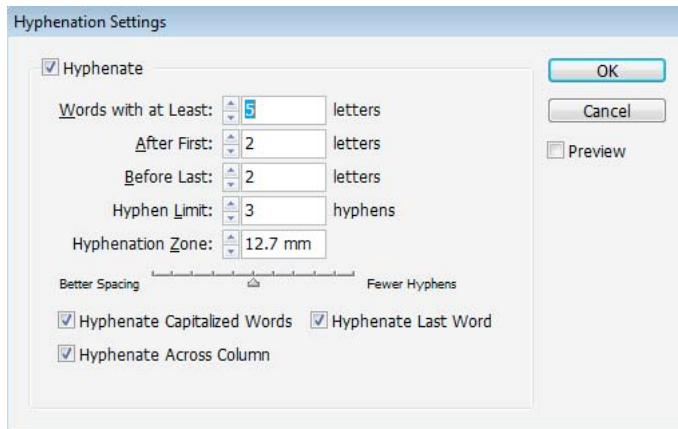 Hyphenation Settings
Hyphenate
OK
Words with at Least: 5 letters
Cancel
After First: 2 letters
Preview
Before Last: 2 letters
Hyphen Limit: 3 hyphens
Hyphenation Zone: 12.7 mm
Better Spacing Fewer Hyphens
Hyphenate Capitalized Words Hyphenate Last Word
Hyphenate Across Column